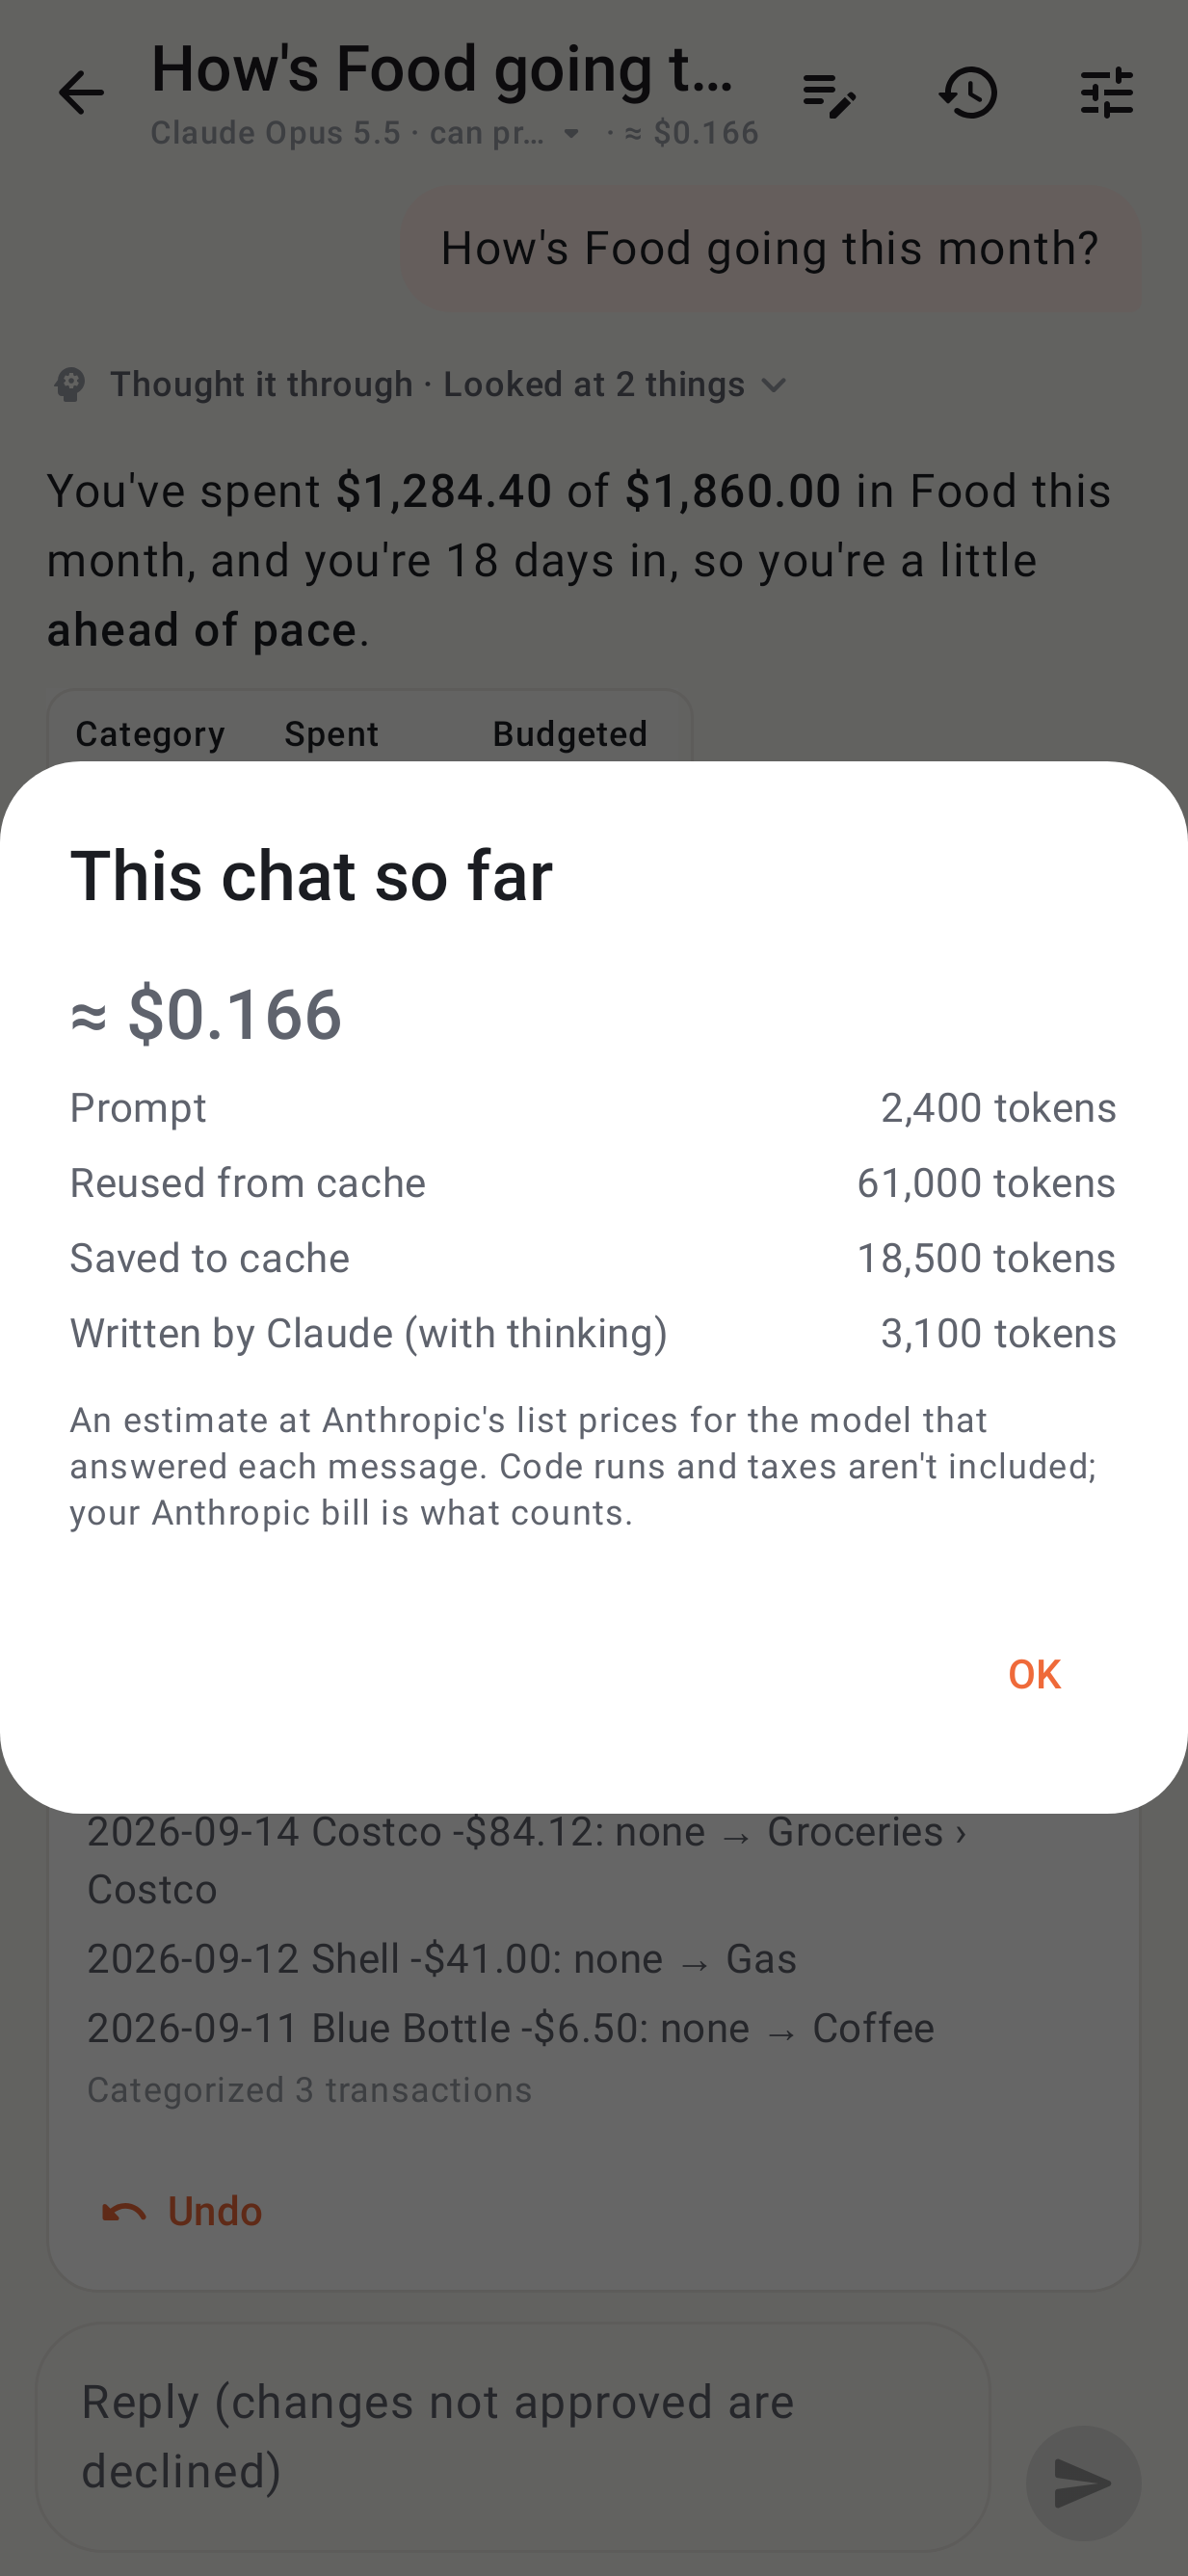 How's Food going t…
Claude Opus 5.5 · can pr… · ≈ $0.166
How's Food going this month?
Thought it through · Looked at 2 things
You've spent $1,284.40 of $1,860.00 in Food this
month, and you're 18 days in, so you're a little
ahead of pace.
Category Spent Budgeted
This chat so far
≈ $0.166
Prompt 2,400 tokens
Reused from cache 61,000 tokens
Saved to cache 18,500 tokens
Written by Claude (with thinking) 3,100 tokens
An estimate at Anthropic's list prices for the model that
answered each message. Code runs and taxes aren't included;
your Anthropic bill is what counts.
OK
2026-09-14 Costco -$84.12: none → Groceries ›
Costco
2026-09-12 Shell -$41.00: none → Gas
2026-09-11 Blue Bottle -$6.50: none → Coffee
Categorized 3 transactions
Undo
Reply (changes not approved are
declined)